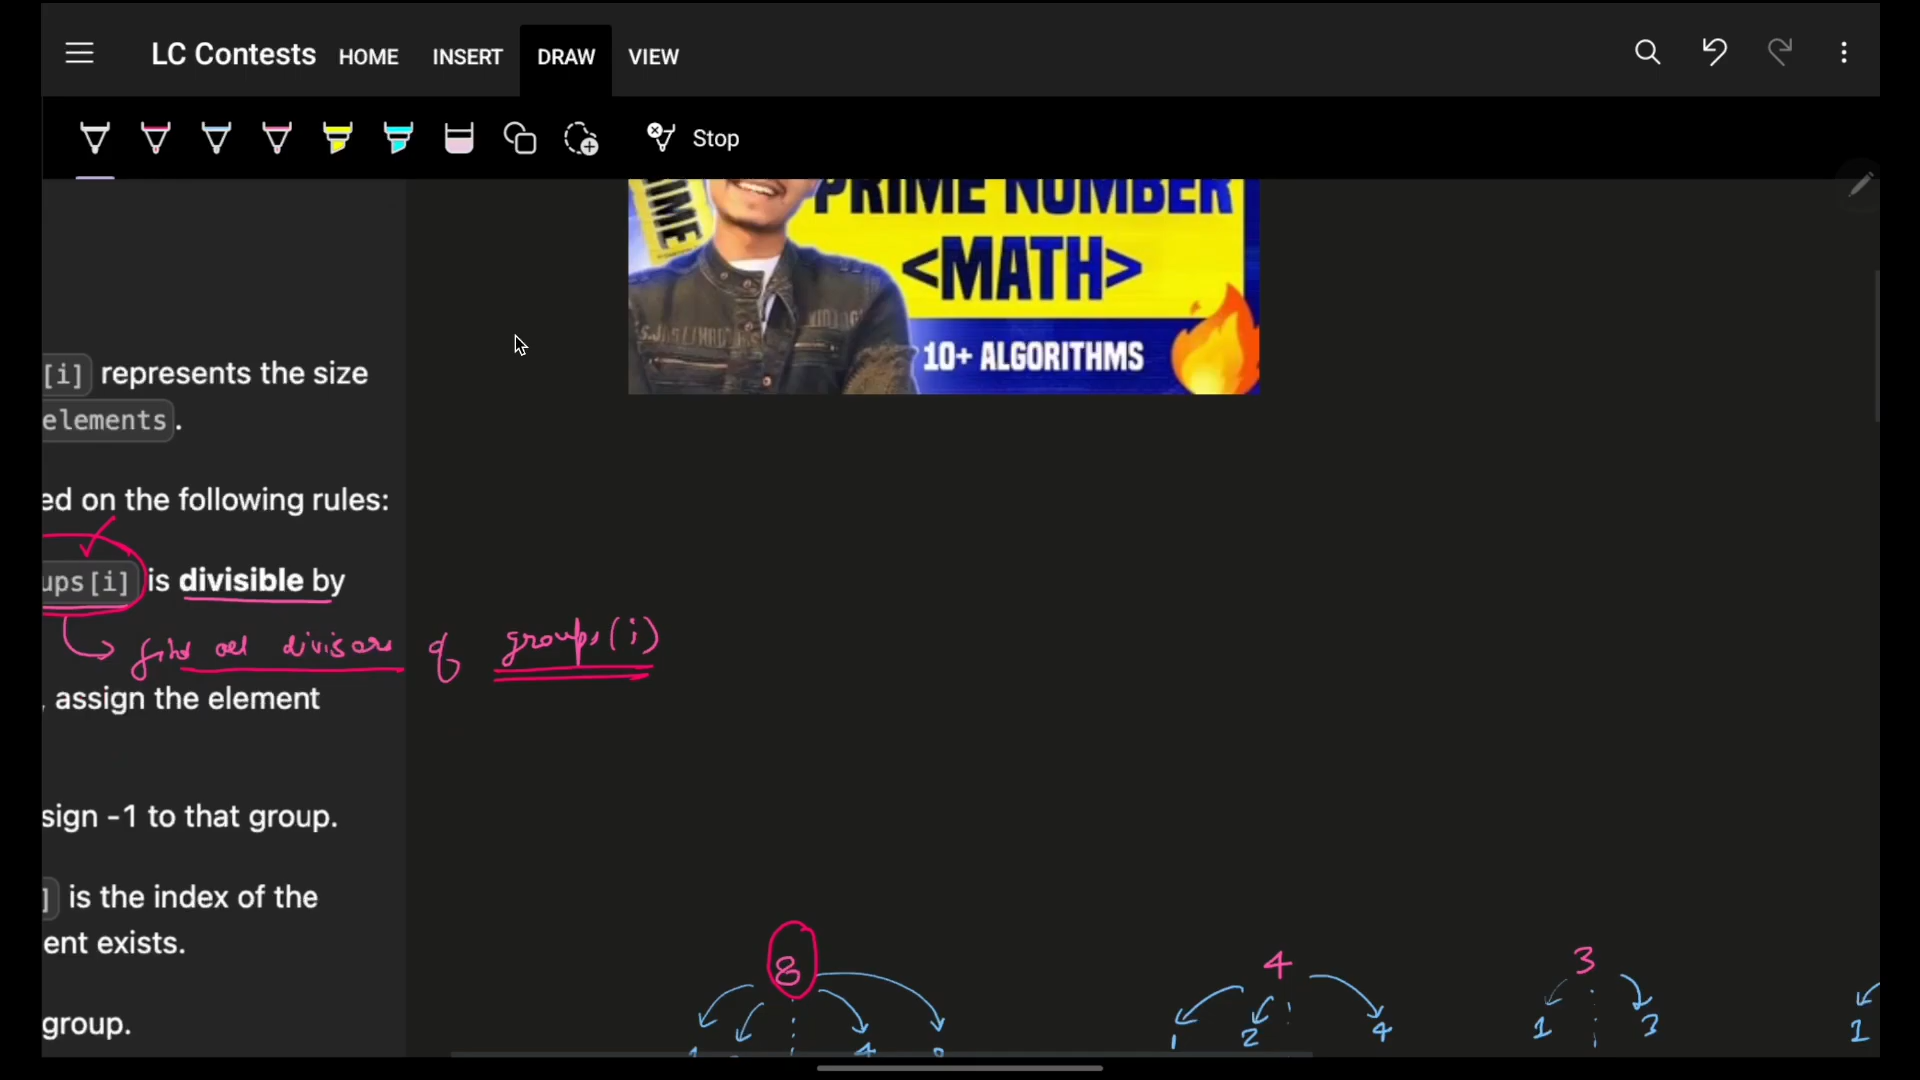 LC Contests HOME INSERT DRAW VIEW
Stop
PRIME NUMBER
<MATH>
10+ ALGORITHMS
[i] represents the size
elements.
ed on the following rules:
ups[i] is divisible by
find all divisors of groups(i)
, assign the element
sign -1 to that group.
] is the index of the
ent exists.
group.
8 4 3
1 2 4 1 3 1